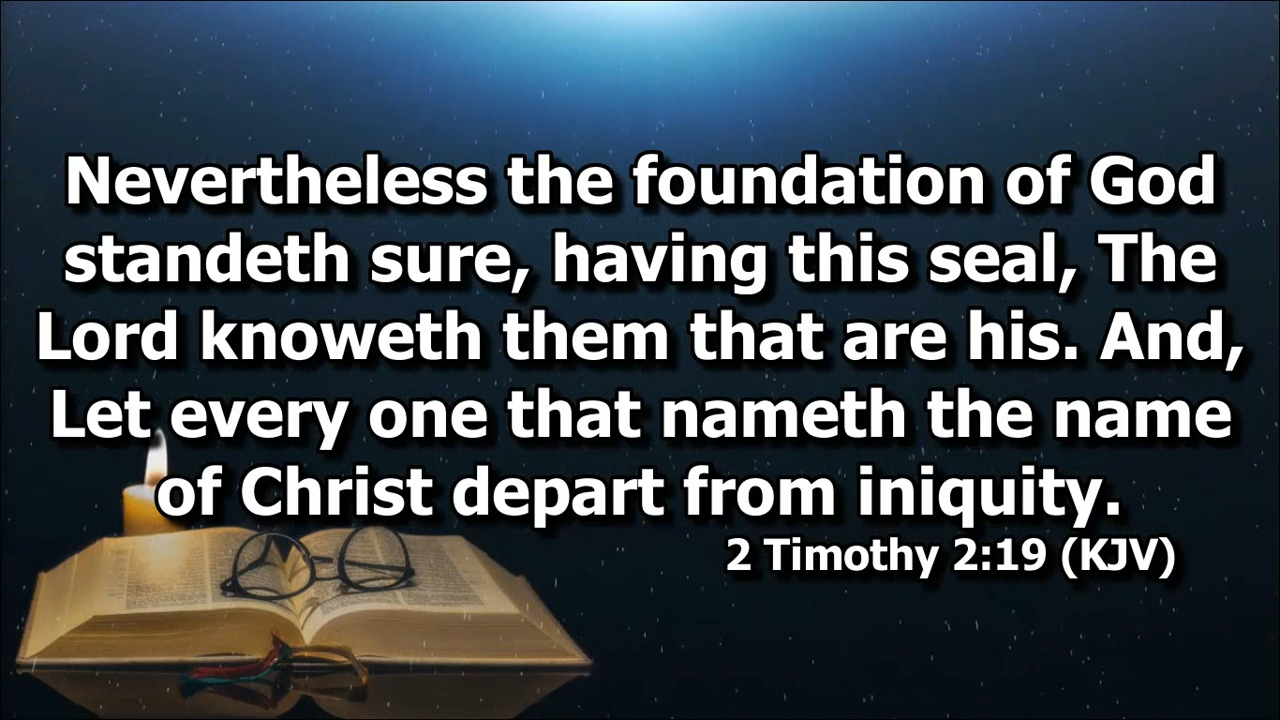 Nevertheless the foundation of God
standeth sure, having this seal, The
Lord knoweth them that are his. And,
Let every one that nameth the name
of Christ depart from iniquity.
2 Timothy 2:19 (KJV)